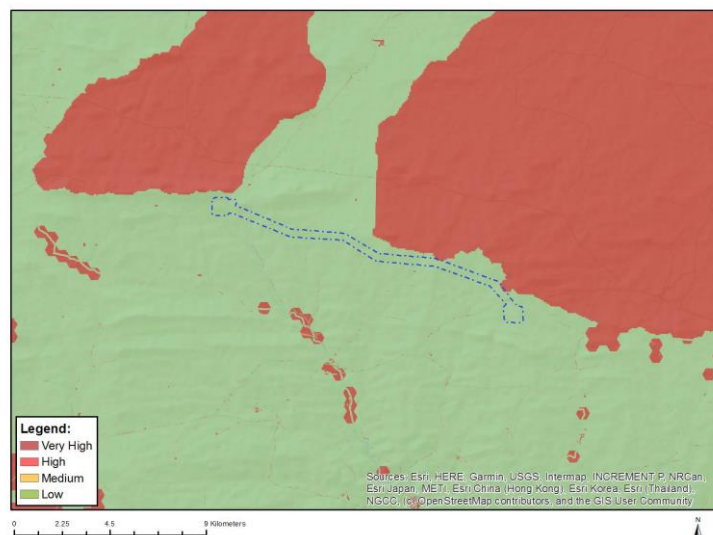 Legend:
Very High
High
Medium
Low
Sources: Esri, HERE, Garmin, USGS, Intermap, INCREMENT P, NRCan,
Esri Japan, METI, Esri China (Hong Kong), Esri Korea, Esri (Thailand),
NGCC, (c) OpenStreetMap contributors, and the GIS User Community
0 2.25 4.5 9 Kilometers
N